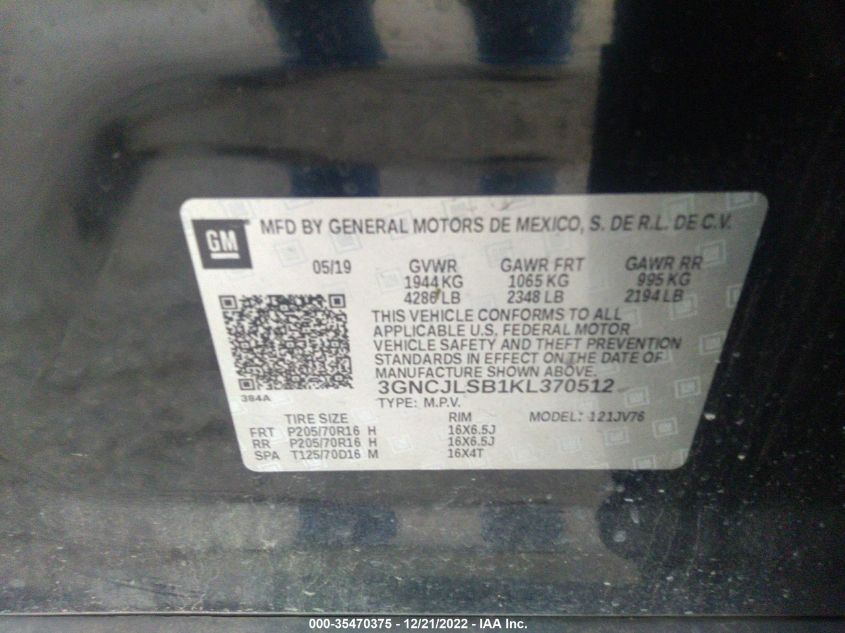 GM MFD BY GENERAL MOTORS DE MEXICO, S. DE R.L. DE C.V.
05/19 GVWR GAWR FRT GAWR RR
1944 KG 1065 KG 995 KG
4286 LB 2348 LB 2194 LB
THIS VEHICLE CONFORMS TO ALL
APPLICABLE U.S. FEDERAL MOTOR
VEHICLE SAFETY AND THEFT PREVENTION
STANDARDS IN EFFECT ON THE DATE OF
MANUFACTURE SHOWN ABOVE.
3GNCJLSB1KL370512
384A
TYPE: M.P.V.
TIRE SIZE RIM MODEL: 121JV76
FRT P205/70R16 H 16X6.5J
RR P205/70R16 H 16X6.5J
SPA T125/70D16 M 16X4T
000-35470375 - 12/21/2022 - IAA Inc.